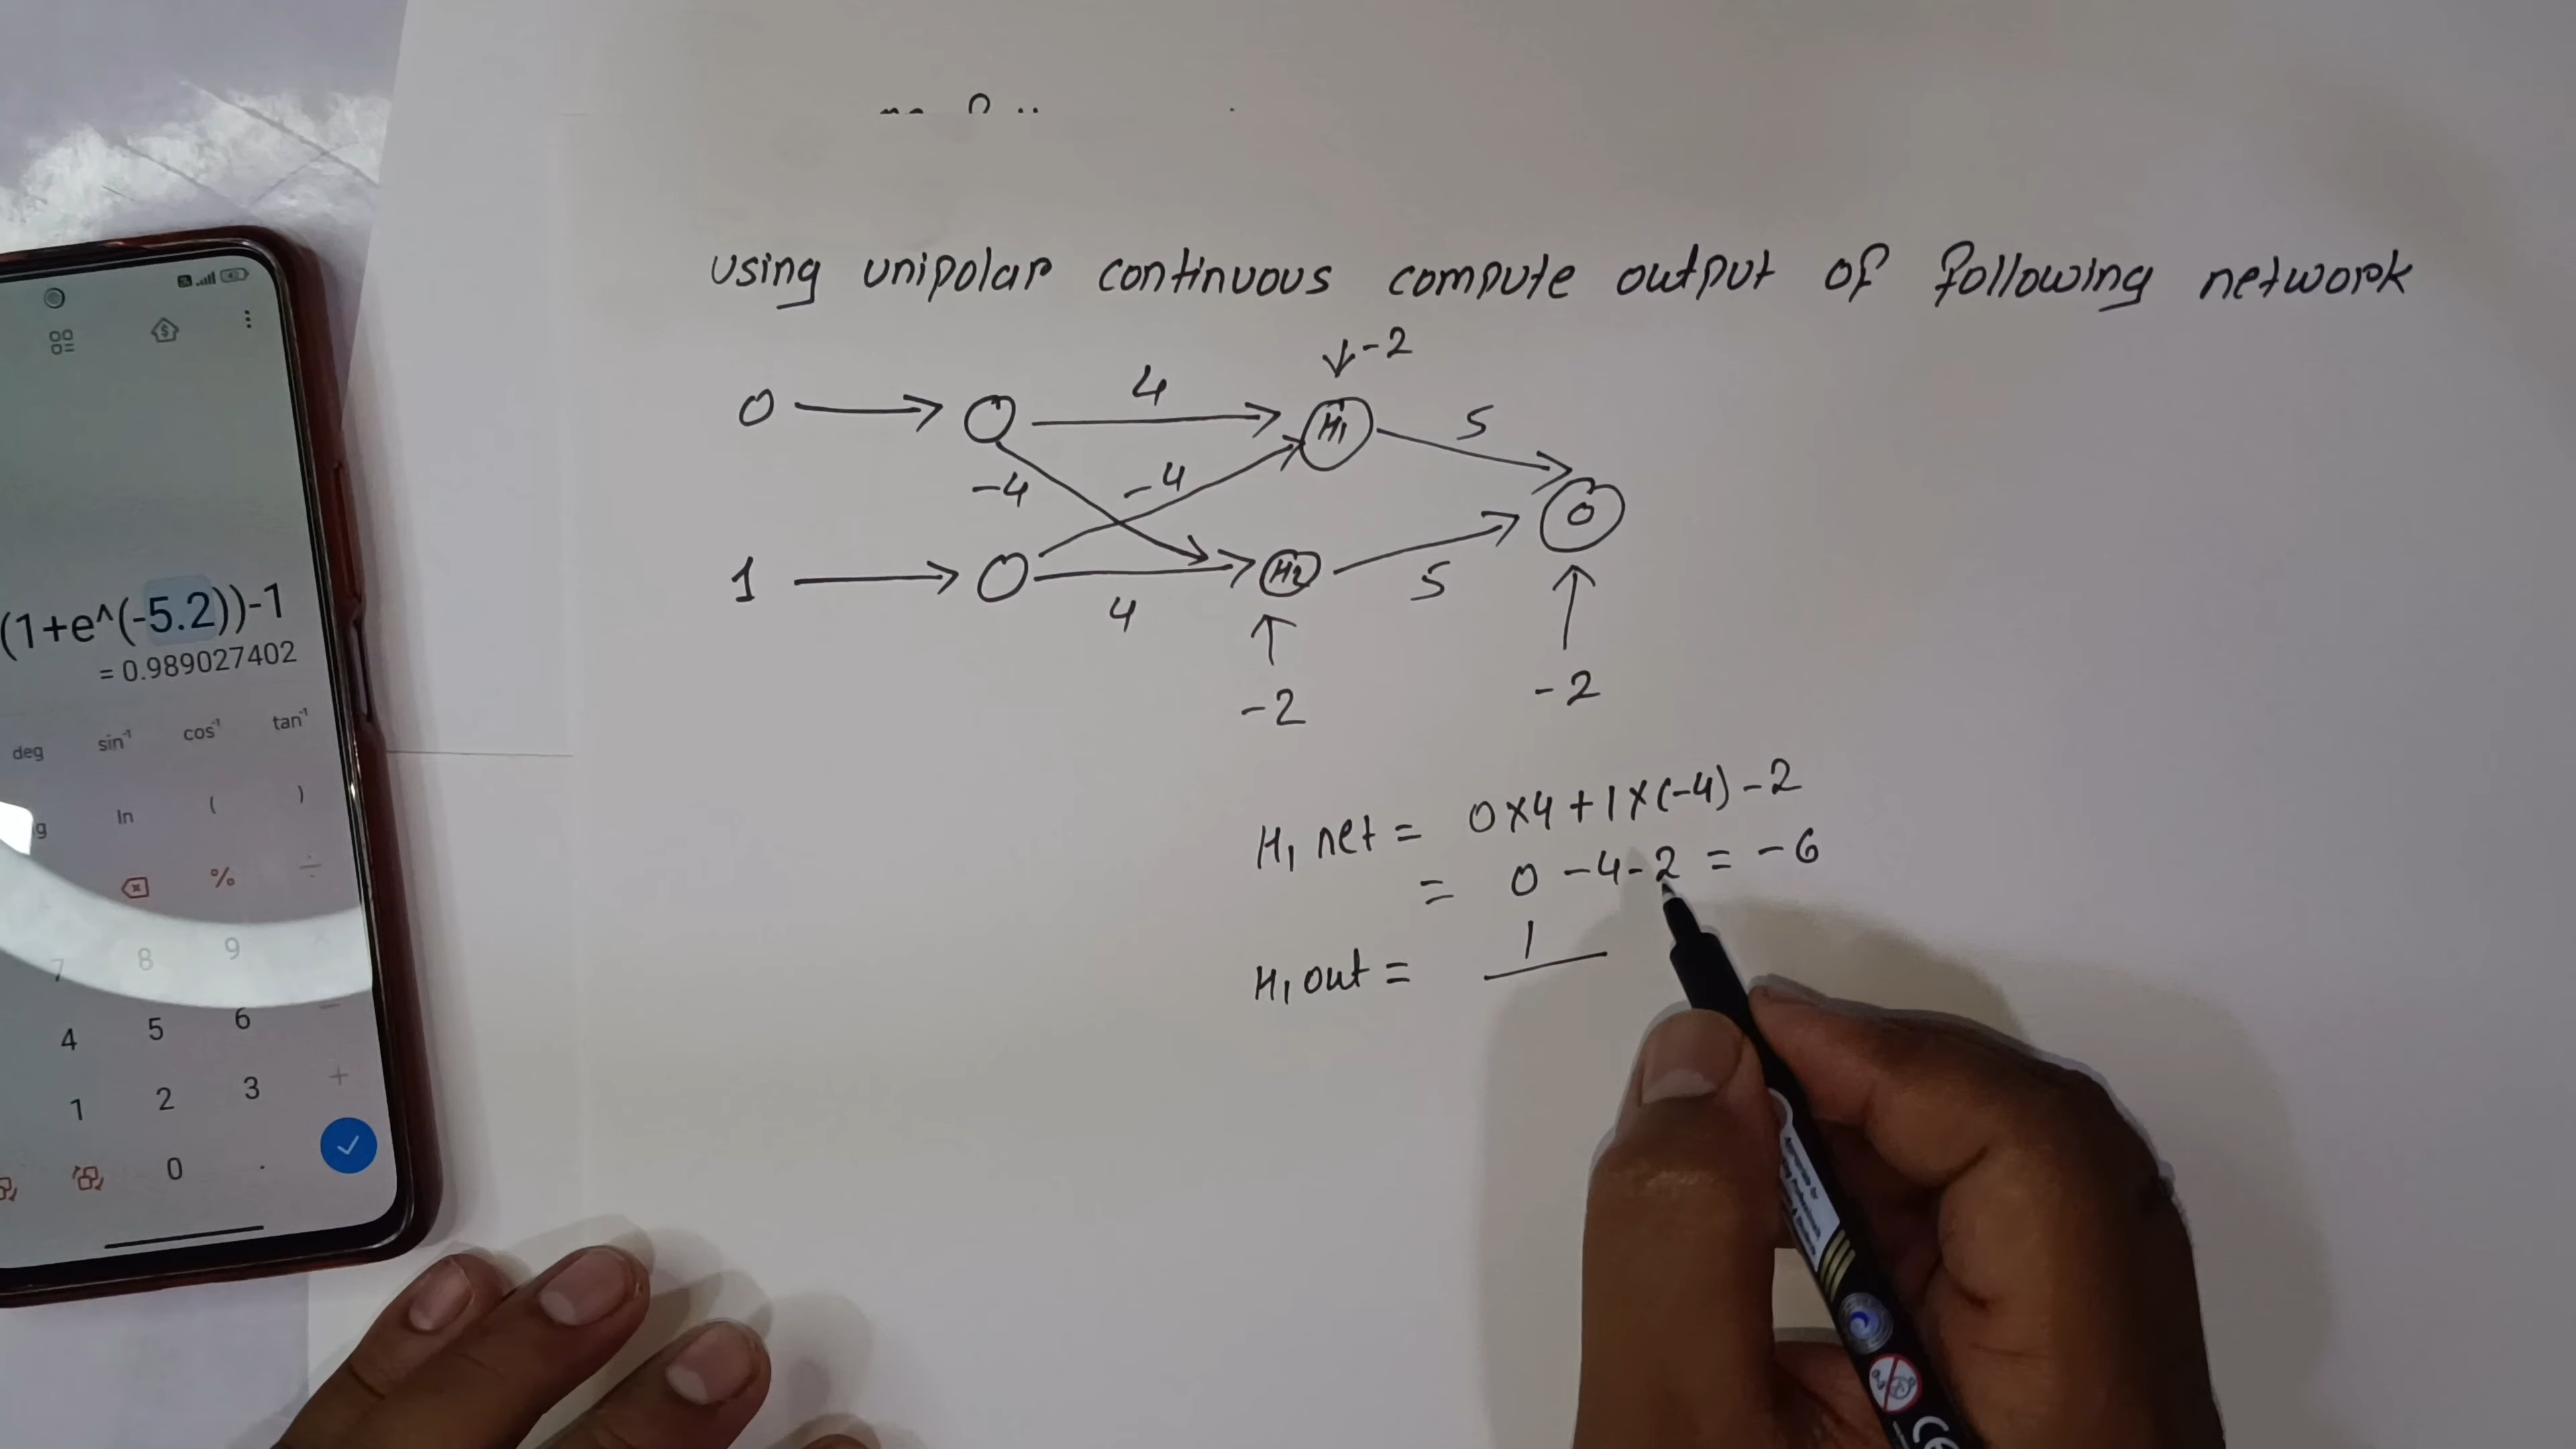 using unipolar continuous compute output of following network
-2
0 4 H1 5
-4 -4
O
1 4 H2 5
-2 -2
H1 net = 0×4+1×(-4)-2
= 0 -4-2 = -6
H1 out = 1
(1+e^(-5.2))-1
= 0.989027402
deg sin⁻¹ cos⁻¹ tan⁻¹
g ln ( )
% ÷
7 8 9 ×
4 5 6 −
1 2 3 +
0 .
CE